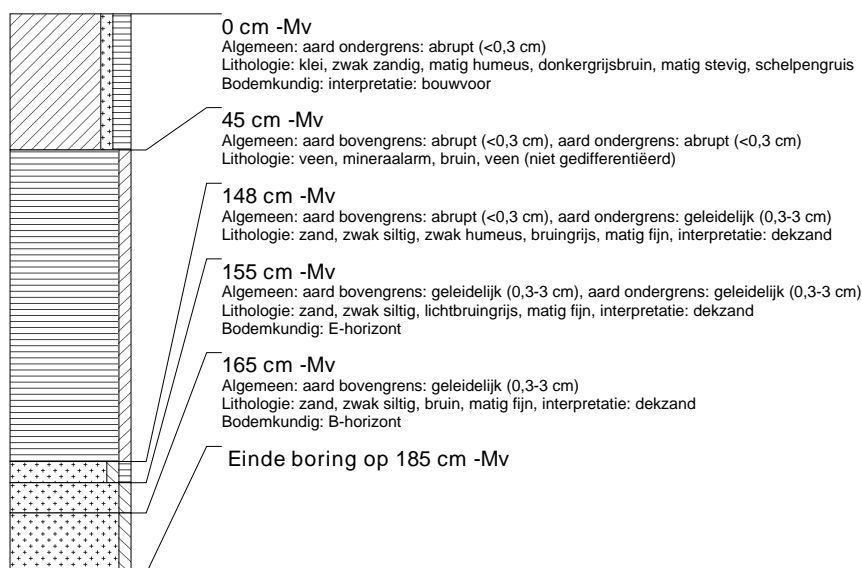 0 cm -Mv
Algemeen: aard ondergrens: abrupt (<0,3 cm)
Lithologie: klei, zwak zandig, matig humeus, donkergrijsbruin, matig stevig, schelpengruis
Bodemkundig: interpretatie: bouwvoor
45 cm -Mv
Algemeen: aard bovengrens: abrupt (<0,3 cm), aard ondergrens: abrupt (<0,3 cm)
Lithologie: veen, mineraalarm, bruin, veen (niet gedifferentiëerd)
148 cm -Mv
Algemeen: aard bovengrens: abrupt (<0,3 cm), aard ondergrens: geleidelijk (0,3-3 cm)
Lithologie: zand, zwak siltig, zwak humeus, bruingrijs, matig fijn, interpretatie: dekzand
155 cm -Mv
Algemeen: aard bovengrens: geleidelijk (0,3-3 cm), aard ondergrens: geleidelijk (0,3-3 cm)
Lithologie: zand, zwak siltig, lichtbruingrijs, matig fijn, interpretatie: dekzand
Bodemkundig: E-horizont
165 cm -Mv
Algemeen: aard bovengrens: geleidelijk (0,3-3 cm)
Lithologie: zand, zwak siltig, bruin, matig fijn, interpretatie: dekzand
Bodemkundig: B-horizont
Einde boring op 185 cm -Mv